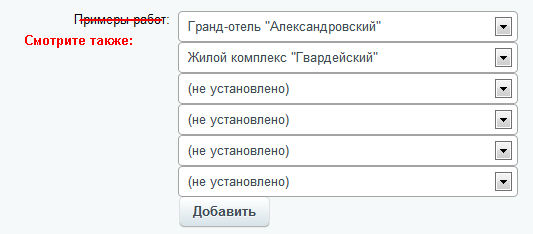 Примеры работ:
Смотрите также:
Гранд-отель "Александровский"
Жилой комплекс "Гвардейский"
(не установлено)
(не установлено)
(не установлено)
(не установлено)
Добавить